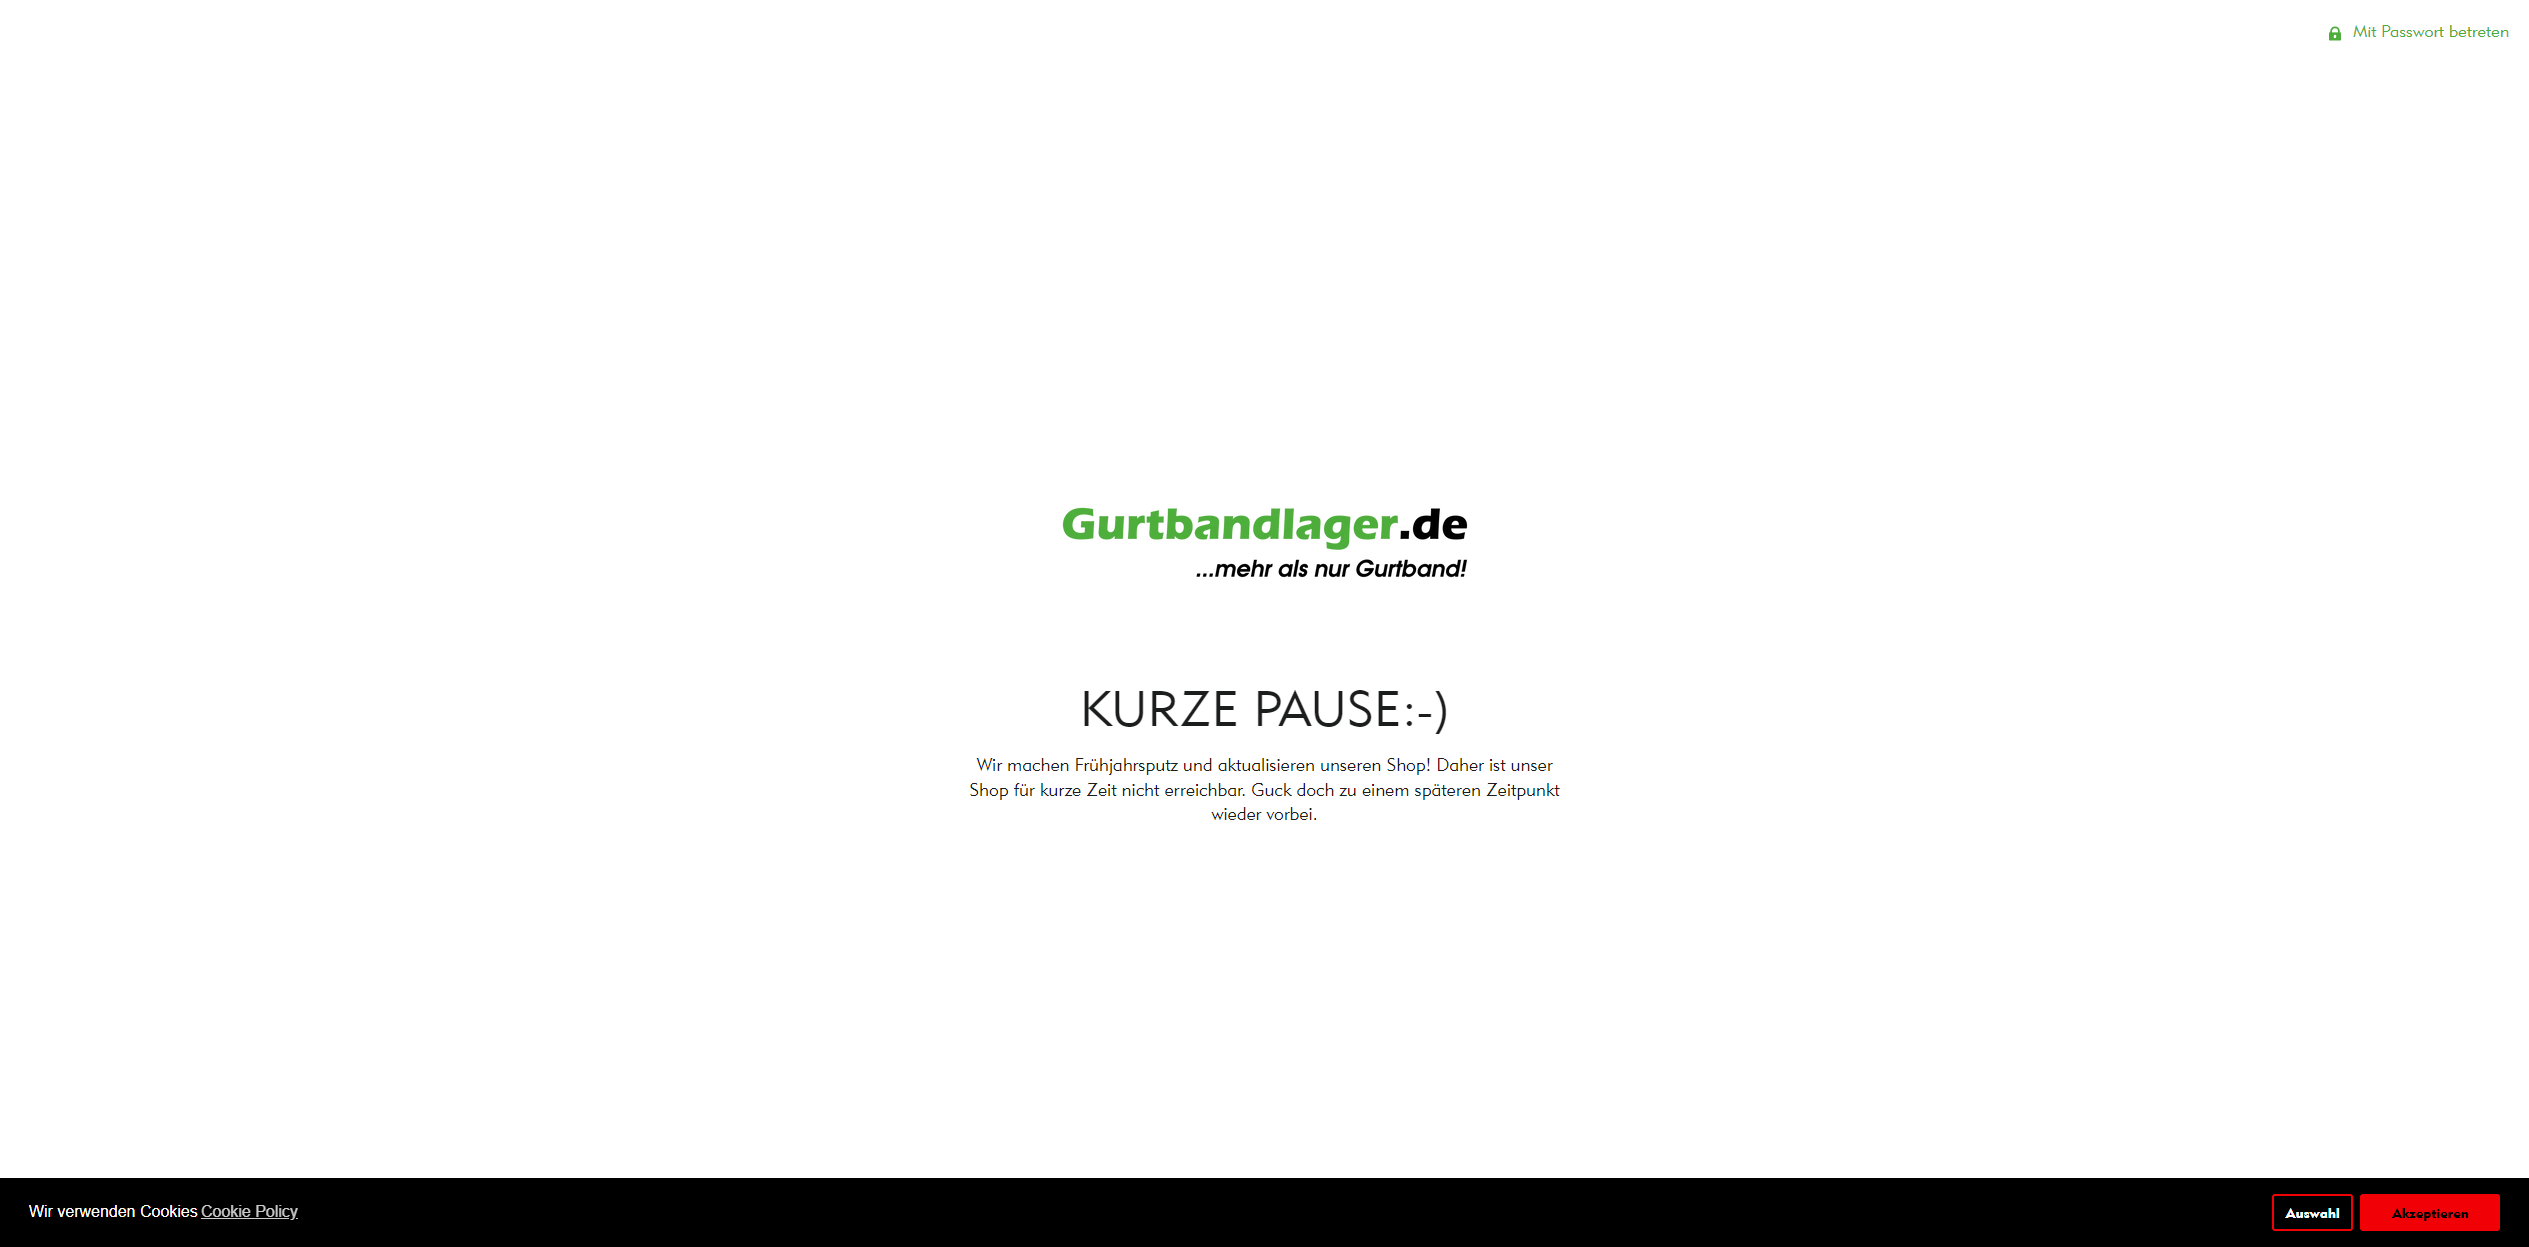 Mit Passwort betreten
Gurtbandlager.de
...mehr als nur Gurtband!
KURZE PAUSE:-)
Wir machen Frühjahrsputz und aktualisieren unseren Shop! Daher ist unser
Shop für kurze Zeit nicht erreichbar. Guck doch zu einem späteren Zeitpunkt
wieder vorbei.
Wir verwenden Cookies Cookie Policy
Auswahl
Akzeptieren